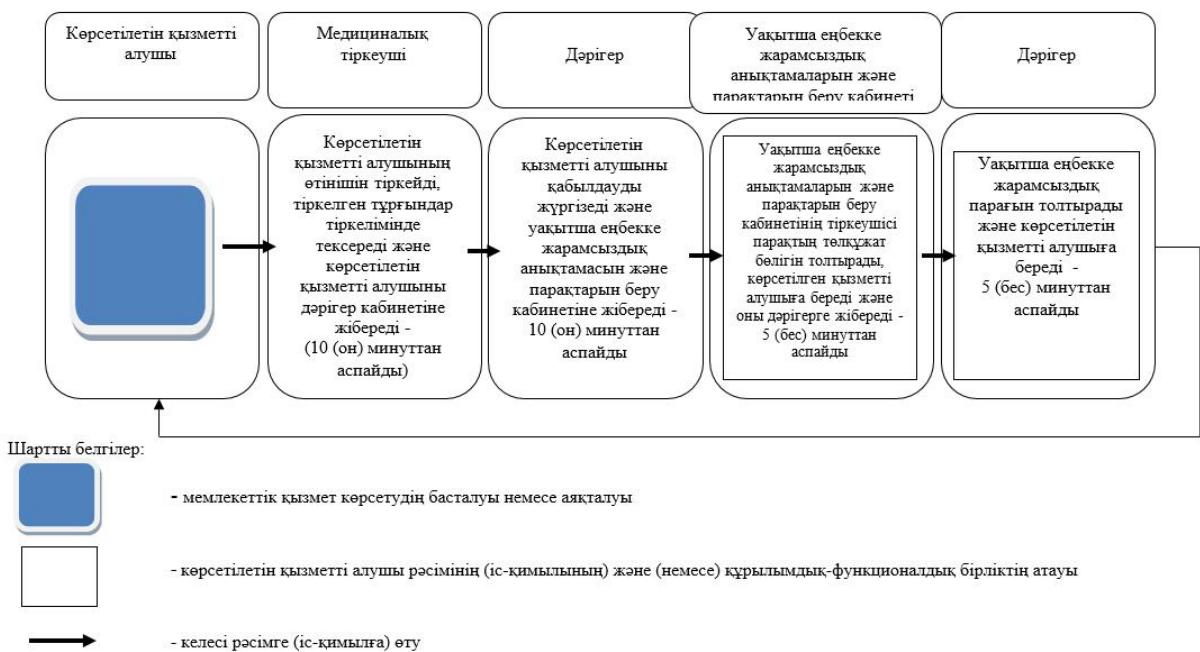 Көрсетілетін қызметті
алушы
Медициналық
тіркеуші
Дәрігер
Уақытша еңбекке
жарамсыздық
анықтамаларын және
парақтарын беру кабинеті
Дәрігер
Көрсетілетін
қызметті алушының
өтінішін тіркейді,
тіркелген тұрғындар
тіркелімінде
тексереді және
көрсетілетін
қызметті алушыны
дәрігер кабинетіне
жібереді -
(10 (он) минуттан
аспайды)
Көрсетілетін
қызметті алушыны
қабылдауды
жүргізеді және
уақытша еңбекке
жарамсыздық
анықтамасын және
парақтарын беру
кабинетіне жібереді -
10 (он) минуттан
аспайды
Уақытша еңбекке
жарамсыздық
анықтамаларын және
парақтарын беру
кабинетінің тіркеушісі
парақтың төлқұжат
бөлігін толтырады,
көрсетілген қызметті
алушыға береді және
оны дәрігерге жібереді -
5 (бес) минуттан
аспайды
Уақытша еңбекке
жарамсыздық
парағын толтырады
және көрсетілетін
қызметті алушыға
береді -
5 (бес) минуттан
аспайды
Шартты белгілер:
- мемлекеттік қызмет көрсетудің басталуы немесе аяқталуы
- көрсетілетін қызметті алушы рәсімінің (іс-қимылының) және (немесе) құрылымдық-функционалдық бірліктің атауы
- келесі рәсімге (іс-қимылға) өту